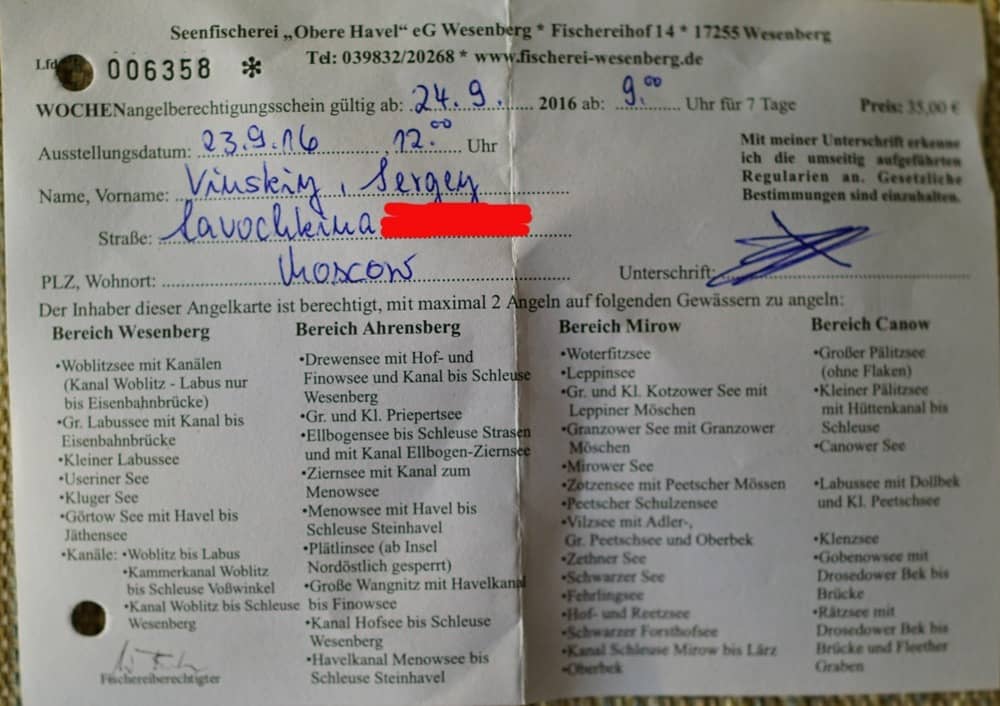 Seenfischerei „Obere Havel“ eG Wesenberg * Fischereihof 14 * 17255 Wesenberg
Lfd 006358 * Tel: 039832/20268 * www.fischerei-wesenberg.de
WOCHENangelberechtigungsschein gültig ab: 24.9. 2016 ab: 9.00 Uhr für 7 Tage Preis: 35,00 €
Ausstellungsdatum: 23.9.16, 12.00 Uhr
Name, Vorname: Vinskiy, Sergey
Straße: Lavochkina
PLZ, Wohnort: Moscow
Mit meiner Unterschrift erkenne
ich die umseitig aufgeführten
Regularien an. Gesetzliche
Bestimmungen sind einzuhalten.
Unterschrift:
Der Inhaber dieser Angelkarte ist berechtigt, mit maximal 2 Angeln auf folgenden Gewässern zu angeln:
Bereich Wesenberg
•Woblitzsee mit Kanälen
(Kanal Woblitz - Labus nur
bis Eisenbahnbrücke)
•Gr. Labussee mit Kanal bis
Eisenbahnbrücke
•Kleiner Labussee
•Useriner See
•Kluger See
•Görtow See mit Havel bis
Jäthensee
•Kanäle: •Woblitz bis Labus
•Kammerkanal Woblitz
bis Schleuse Voßwinkel
•Kanal Woblitz bis Schleuse
Wesenberg
Fischereiberechtigter
Bereich Ahrensberg
•Drewensee mit Hof- und
Finowsee und Kanal bis Schleuse
Wesenberg
•Gr. und Kl. Priepertsee
•Ellbogensee bis Schleuse Strasen
und mit Kanal Ellbogen-Ziernsee
•Ziernsee mit Kanal zum
Menowsee
•Menowsee mit Havel bis
Schleuse Steinhavel
•Plätlinsee (ab Insel
Nordöstlich gesperrt)
•Große Wangnitz mit Havelkanal
bis Finowsee
•Kanal Hofsee bis Schleuse
Wesenberg
•Havelkanal Menowsee bis
Schleuse Steinhavel
Bereich Mirow
•Woterfitzsee
•Leppinsee
•Gr. und Kl. Kotzower See mit
Leppiner Möschen
•Granzower See mit Granzower
Möschen
•Mirower See
•Zotzensee mit Peetscher Mössen
•Peetscher Schulzensee
•Vilzsee mit Adler-,
Gr. Peetschsee und Oberbek
•Zethner See
•Schwarzer See
•Fehrlingsee
•Hof- und Reetzsee
•Schwarzer Forsthofsee
•Kanal Schleuse Mirow bis Lärz
•Oberbek
Bereich Canow
•Großer Pälitzsee
(ohne Flaken)
•Kleiner Pälitzsee
mit Hüttenkanal bis
Schleuse
•Canower See
•Labussee mit Dollbek
und Kl. Peetschsee
•Klenzsee
•Gobenowsee mit
Drosedower Bek bis
Brücke
•Rätzsee mit
Drosedower Bek bis
Brücke und Fleether
Graben